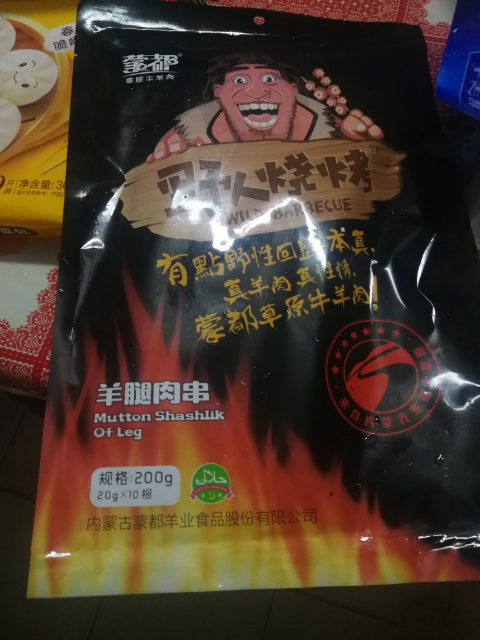 蒙都
草原牛羊肉
野人烧烤
WILD BARBECUE
有點野性回歸本真,
真羊肉真性情,
蒙都草原牛羊肉!
羊腿肉串
Mutton Shashlik
Of Leg
规格:200g
20g×10根
内蒙古蒙都羊业食品股份有限公司
净含量: